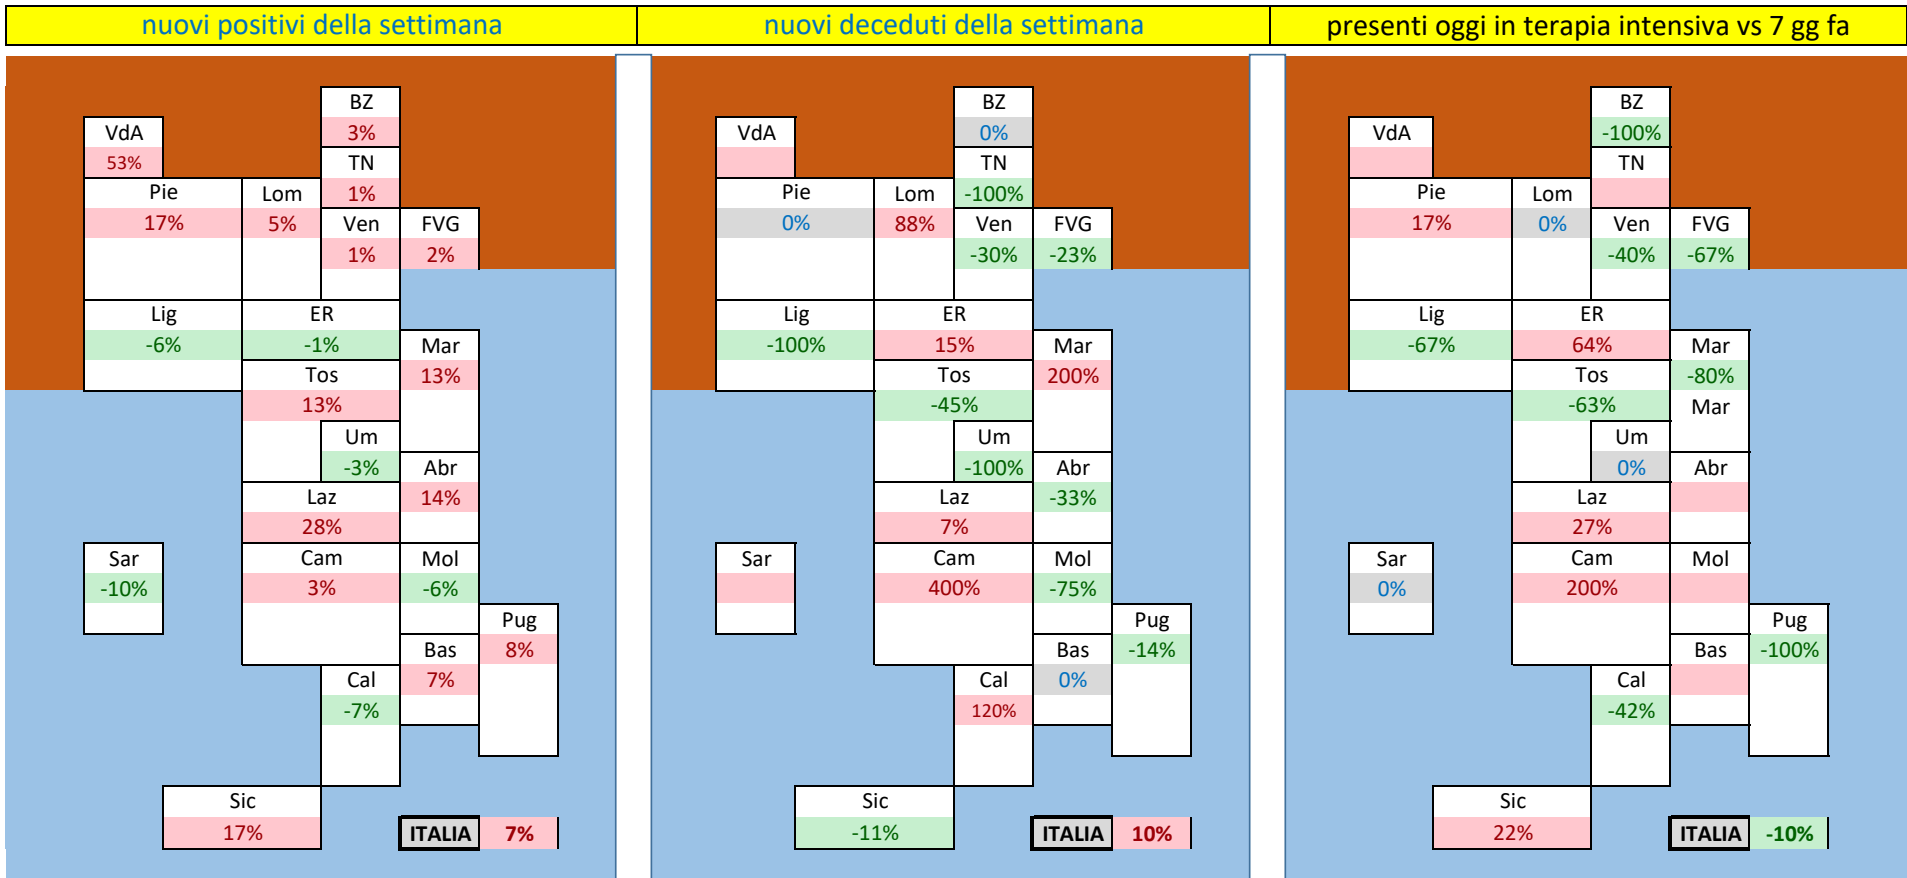 nuovi positivi della settimana
nuovi deceduti della settimana
presenti oggi in terapia intensiva vs 7 gg fa
BZ
VdA 3%
53% TN
Pie Lom 1%
17% 5% Ven FVG
1% 2%
Lig ER
-6% -1% Mar
Tos 13%
13%
Um
-3% Abr
Laz 14%
28%
Sar Cam Mol
-10% 3% -6%
Pug
Bas 8%
Cal 7%
-7%
Sic
17% ITALIA 7%
BZ
VdA 0%
TN
Pie Lom -100%
0% 88% Ven FVG
-30% -23%
Lig ER
-100% 15% Mar
Tos 200%
-45%
Um
-100% Abr
Laz -33%
7%
Sar Cam Mol
400% -75%
Pug
Bas -14%
Cal 0%
120%
Sic
-11% ITALIA 10%
BZ
VdA -100%
TN
Pie Lom
17% 0% Ven FVG
-40% -67%
Lig ER
-67% 64% Mar
Tos -80%
-63% Mar
Um
0% Abr
Laz
27%
Sar Cam Mol
0% 200%
Pug
Bas -100%
Cal
-42%
Sic
22% ITALIA -10%